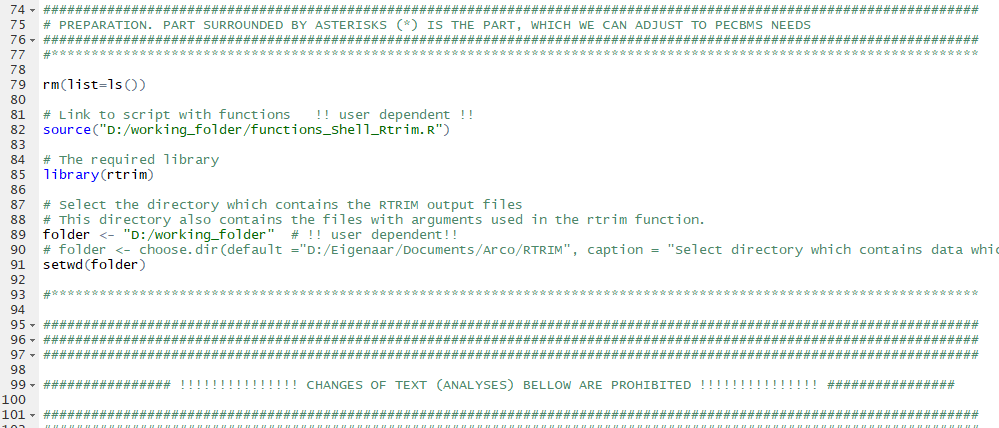 74 #####################################################################################################################
75 # PREPARATION. PART SURROUNDED BY ASTERISKS (*) IS THE PART, WHICH WE CAN ADJUST TO PECBMS NEEDS
76 #####################################################################################################################
77 #********************************************************************************************************************
78
79 rm(list=ls())
80
81 # Link to script with functions   !! user dependent !!
82 source("D:/working_folder/functions_Shell_Rtrim.R")
83
84 # The required library
85 library(rtrim)
86
87 # Select the directory which contains the RTRIM output files
88 # This directory also contains the files with arguments used in the rtrim function.
89 folder <- "D:/working_folder"  # !! user dependent!!
90 # folder <- choose.dir(default ="D:/Eigenaar/Documents/Arco/RTRIM", caption = "Select directory which contains data whic
91 setwd(folder)
92
93 #********************************************************************************************************************
94
95 #####################################################################################################################
96 #####################################################################################################################
97 #####################################################################################################################
98
99 ################ !!!!!!!!!!!!!!! CHANGES OF TEXT (ANALYSES) BELLOW ARE PROHIBITED !!!!!!!!!!!!!!! ################
100
101 #####################################################################################################################